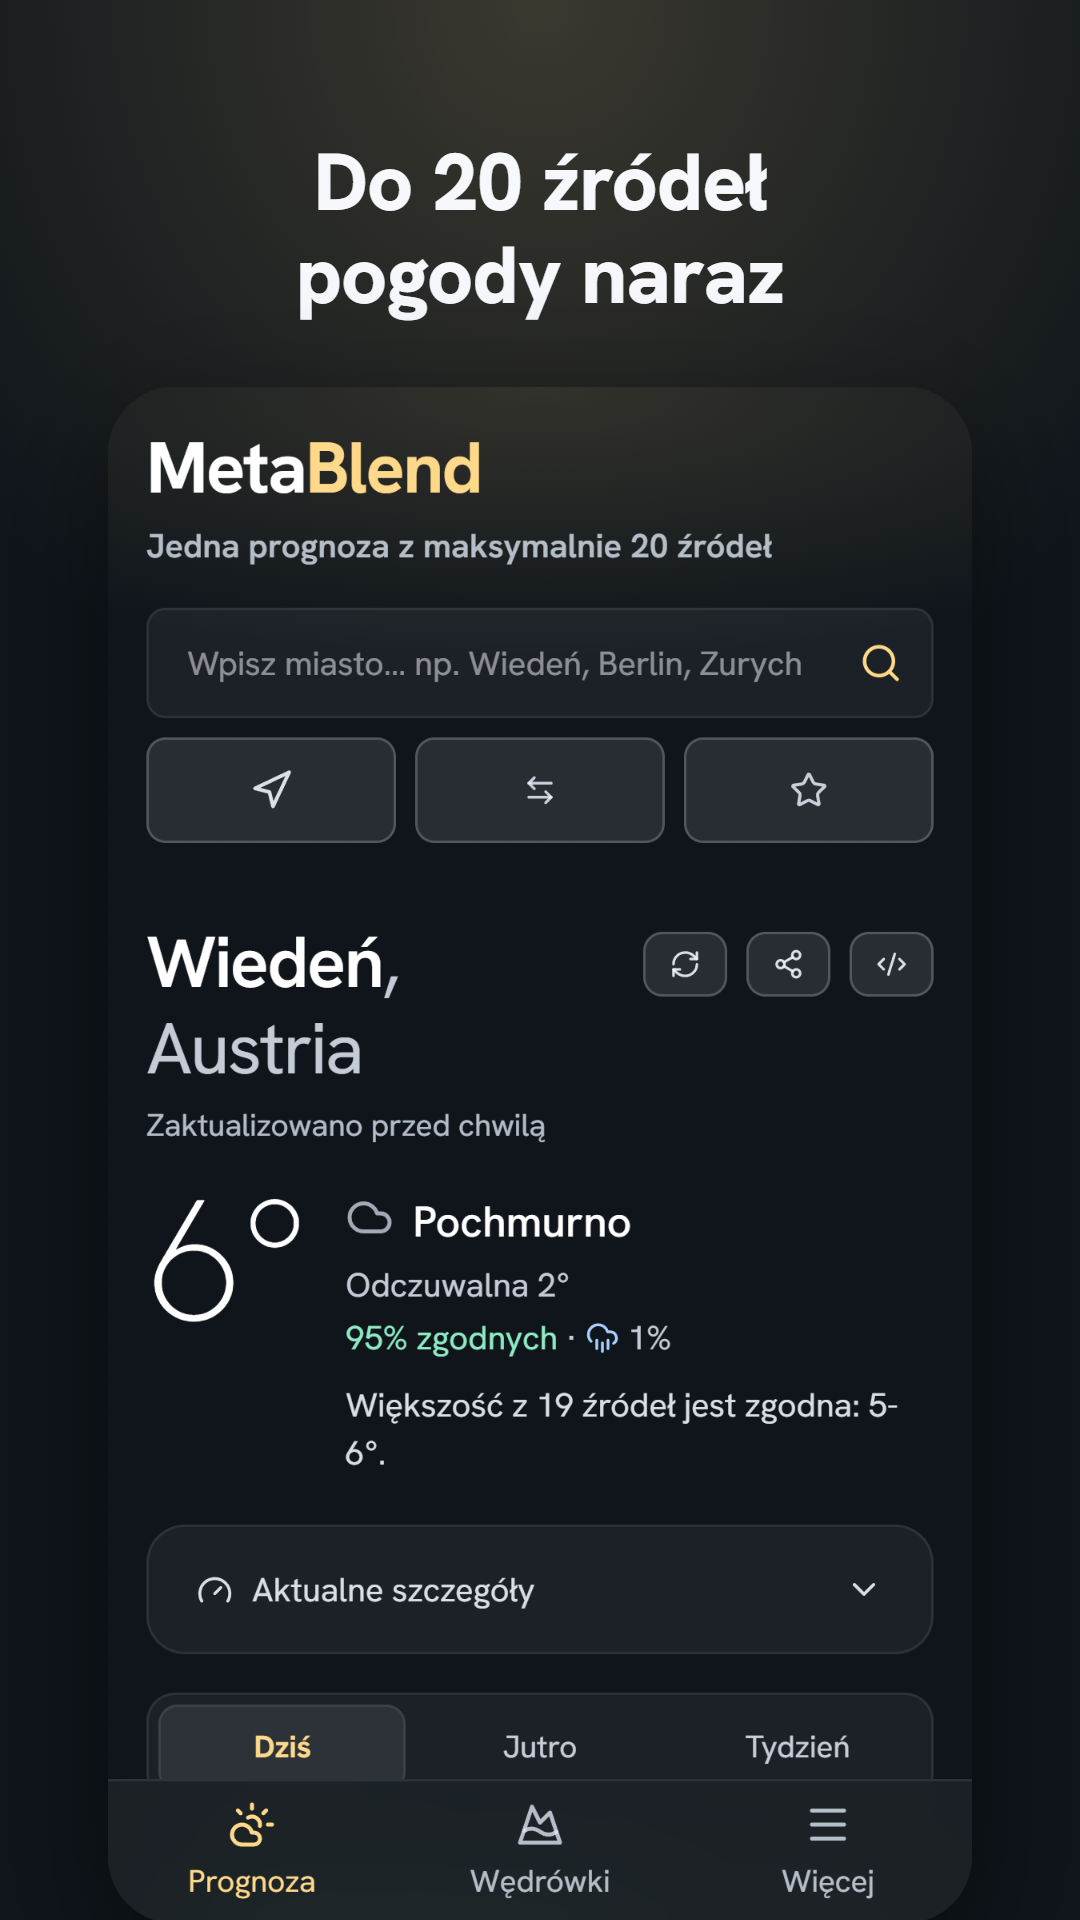 Do 20 źródeł
pogody naraz
MetaBlend
Jedna prognoza z maksymalnie 20 źródeł
Wpisz miasto... np. Wiedeń, Berlin, Zurych
Wiedeń,
Austria
Zaktualizowano przed chwilą
6°
Pochmurno
Odczuwalna 2°
95% zgodnych · 1%
Większość z 19 źródeł jest zgodna: 5-
6°.
Aktualne szczegóły
Dziś Jutro Tydzień
Prognoza Wędrówki Więcej